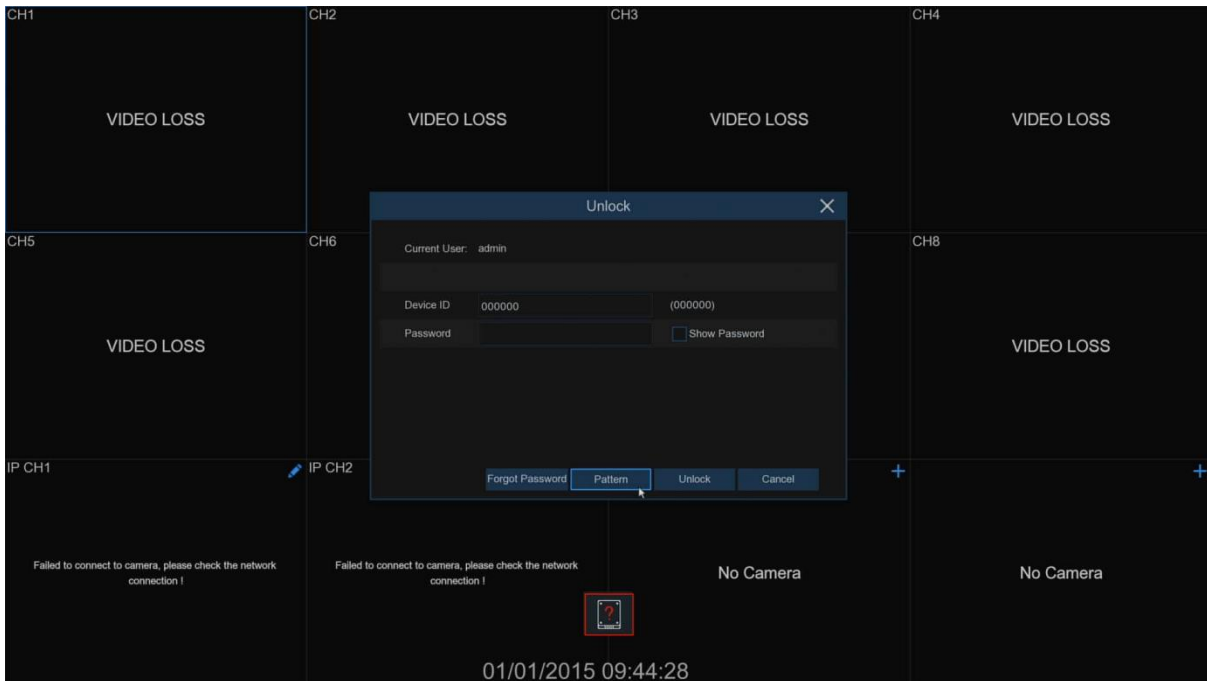 CH1 CH2 CH3 CH4
VIDEO LOSS VIDEO LOSS VIDEO LOSS VIDEO LOSS
Unlock
CH5 CH6 CH8
Current User: admin
Device ID 000000 (000000)
Password Show Password
VIDEO LOSS VIDEO LOSS
IP CH1 IP CH2
Forgot Password Pattern Unlock Cancel
Failed to connect to camera, please check the network
connection !
Failed to connect to camera, please check the network
connection !
No Camera No Camera
?
01/01/2015 09:44:28